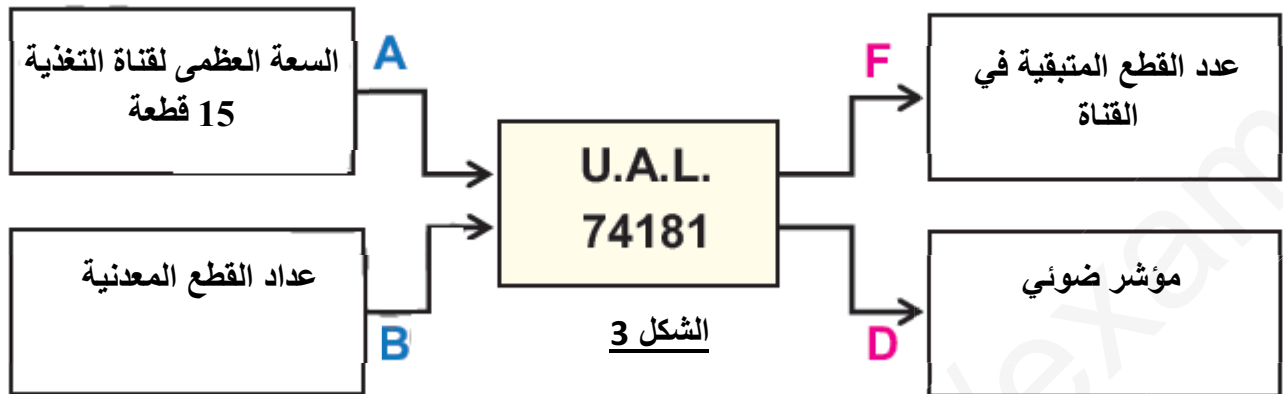 السعة العظمى لقناة التغذية
15 قطعة
A
F
عدد القطع المتبقية في
القناة
U.A.L.
74181
عداد القطع المعدنية
B
الشكل 3
D
مؤشر ضوئي